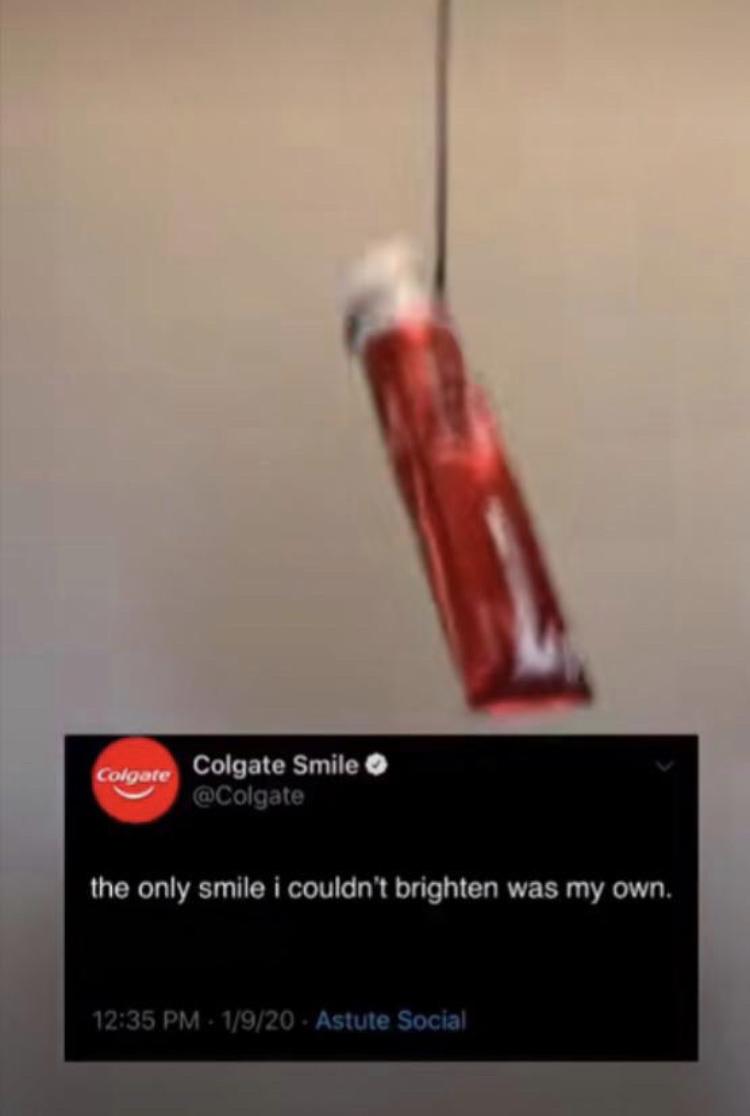 Colgate
Colgate Smile
@Colgate
the only smile i couldn't brighten was my own.
12:35 PM · 1/9/20 · Astute Social